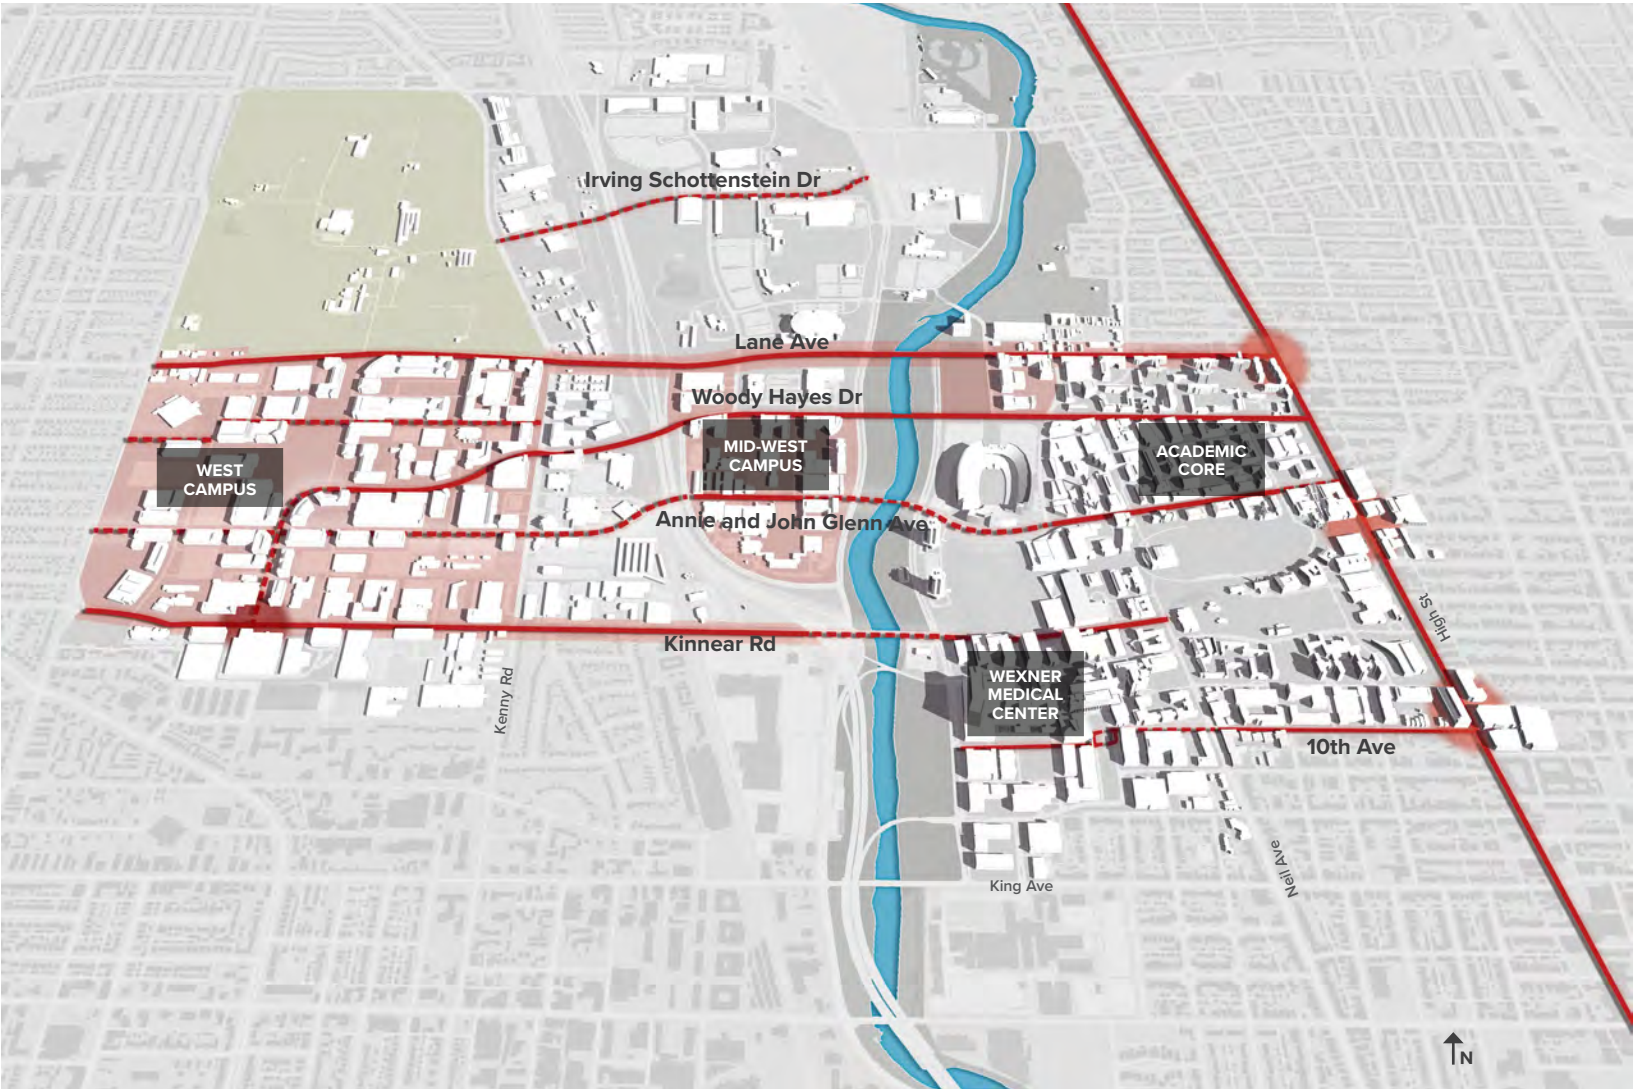 Irving Schottenstein Dr
Lane Ave
Woody Hayes Dr
WEST
CAMPUS
MID-WEST
CAMPUS
ACADEMIC
CORE
Annie and John Glenn Ave
High St
Kinnear Rd
Kenny Rd
WEXNER
MEDICAL
CENTER
10th Ave
Neil Ave
King Ave
N